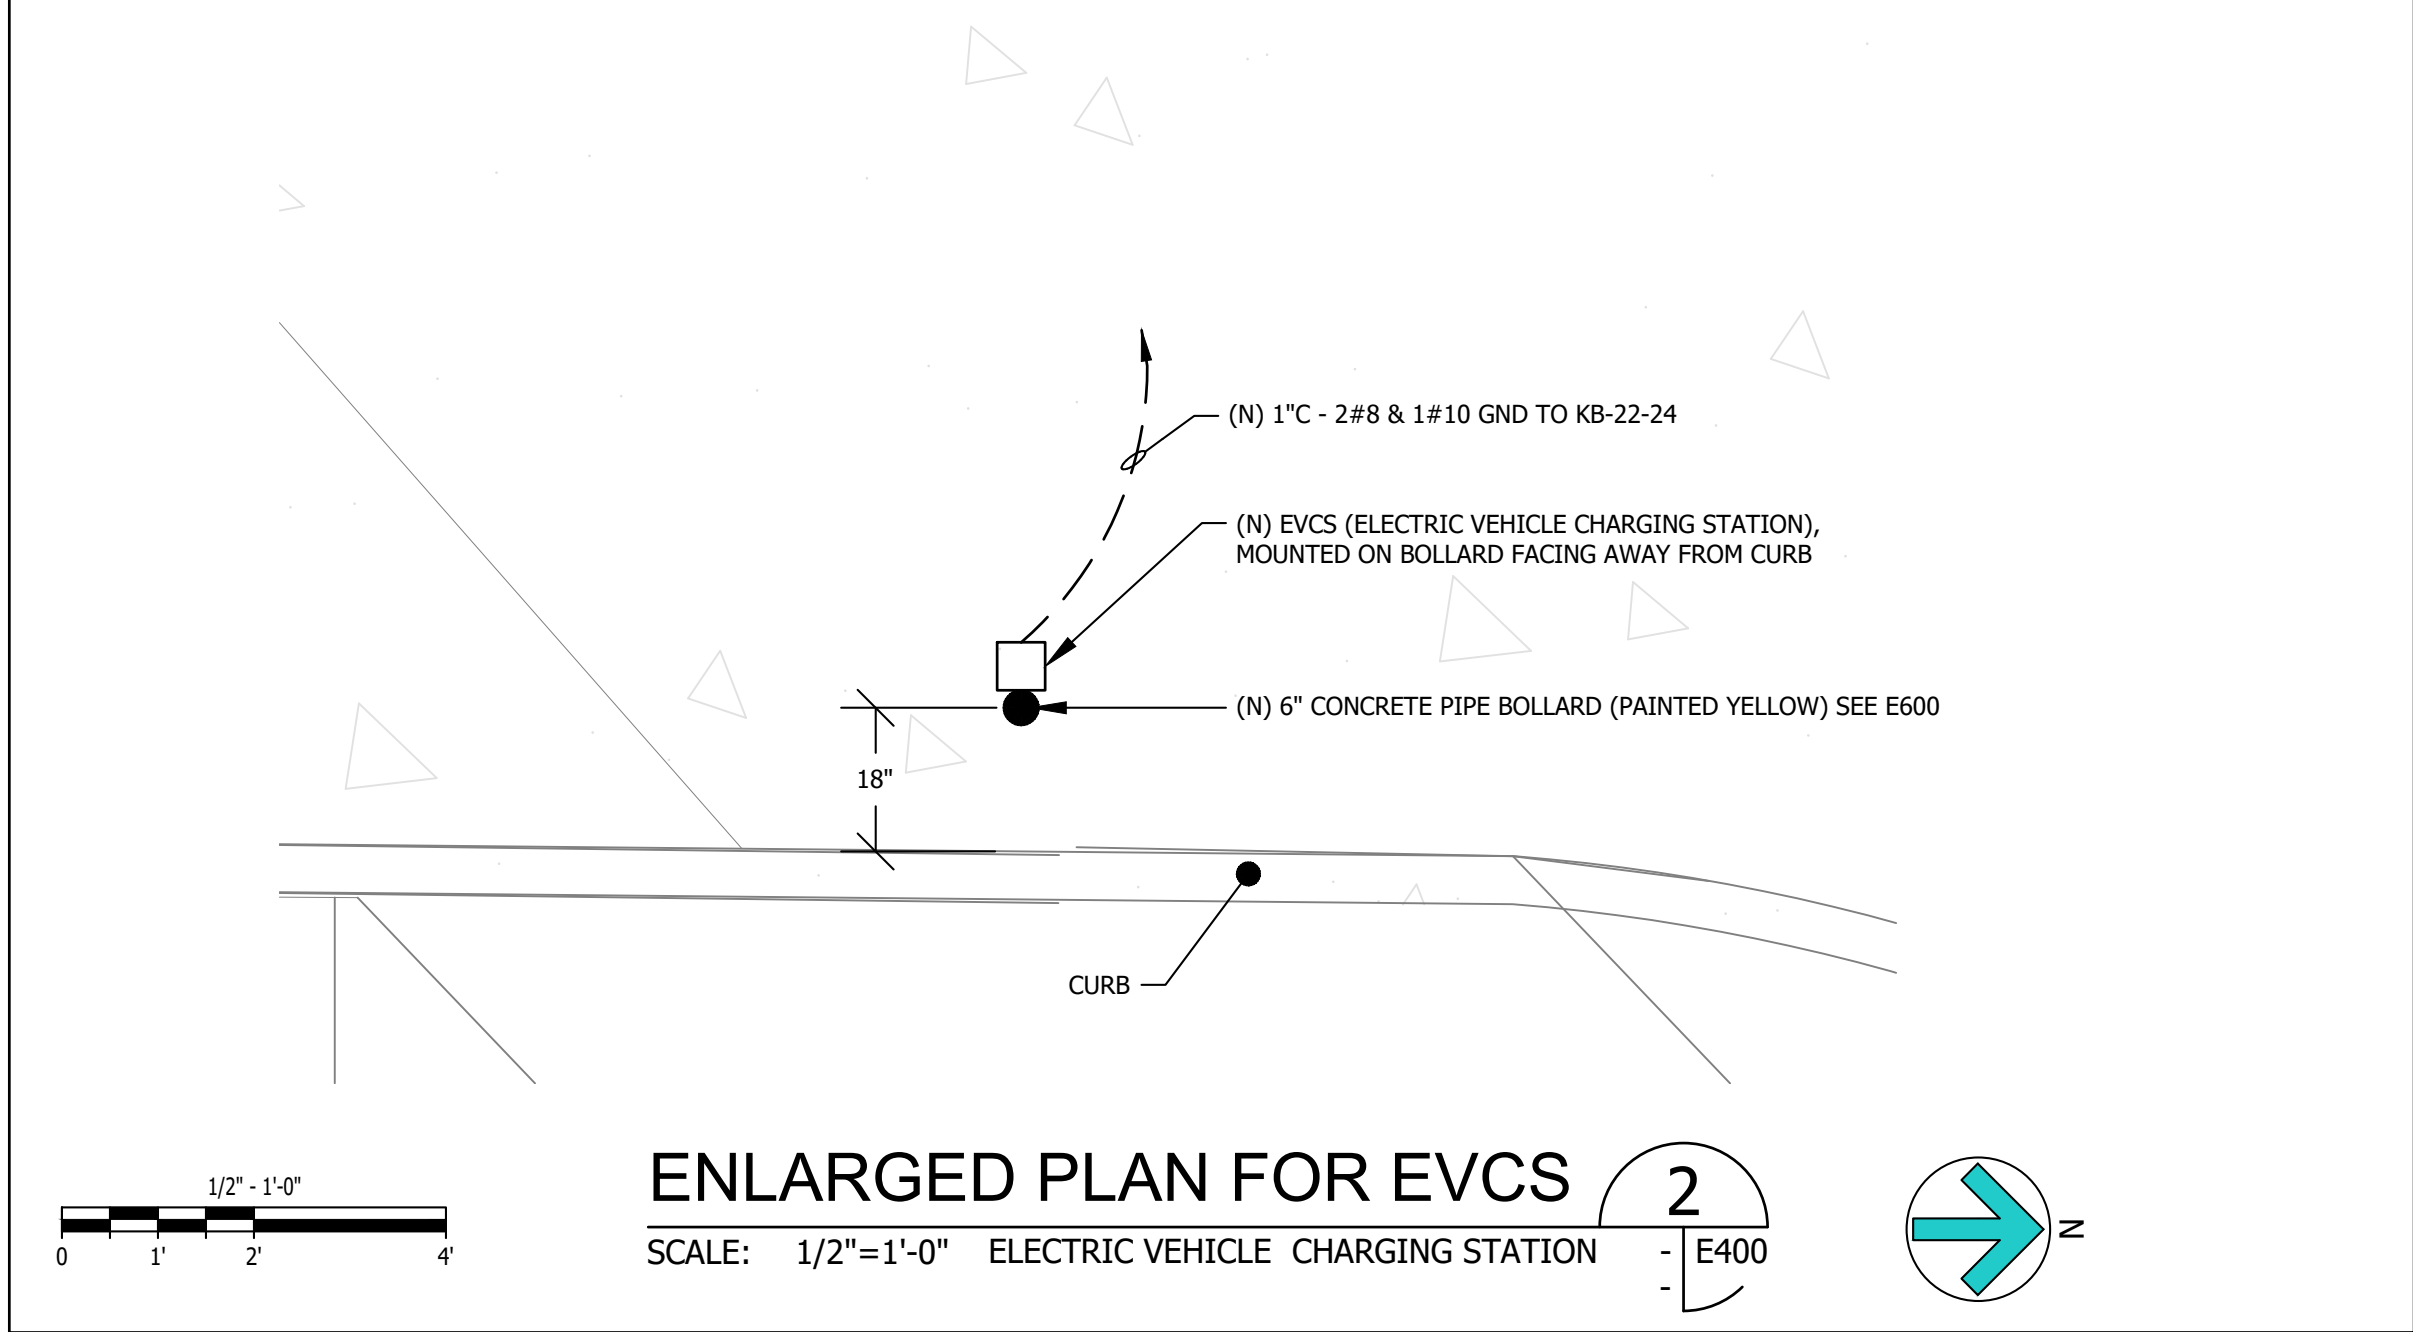 (N) 1"C - 2#8 & 1#10 GND TO KB-22-24
(N) EVCS (ELECTRIC VEHICLE CHARGING STATION),
MOUNTED ON BOLLARD FACING AWAY FROM CURB
(N) 6" CONCRETE PIPE BOLLARD (PAINTED YELLOW) SEE E600
18"
CURB
1/2" - 1'-0"
0 1' 2' 4'
ENLARGED PLAN FOR EVCS 2
SCALE: 1/2"=1'-0" ELECTRIC VEHICLE CHARGING STATION - E400
-
N